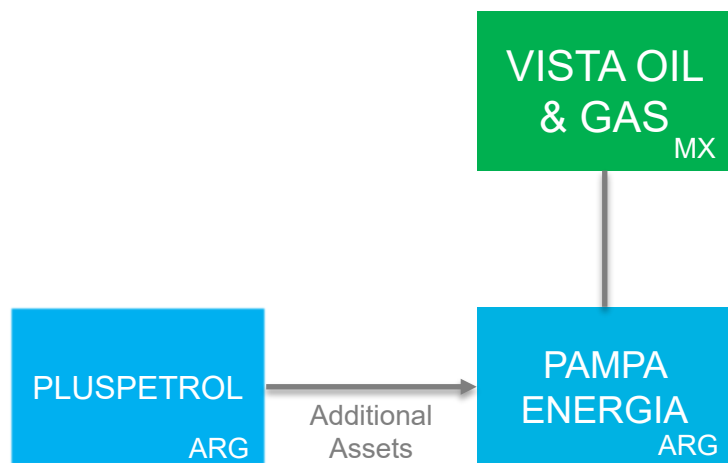 VISTA OIL
& GAS
MX
PLUSPETROL
ARG
Additional
Assets
PAMPA
ENERGIA
ARG